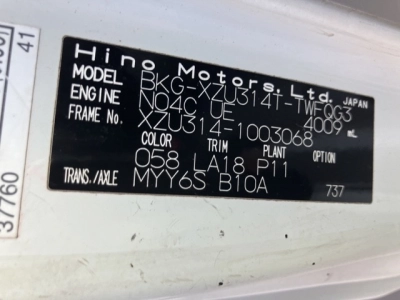 Hino Motors, Ltd. JAPAN
MODEL BKG-XZU314T-TWFQG3
ENGINE N04C UE 4009 mL
FRAME No. XZU314-1003068
COLOR TRIM PLANT OPTION
058 LA18 P11
TRANS./AXLE MYY6S B10A 737
41
37760